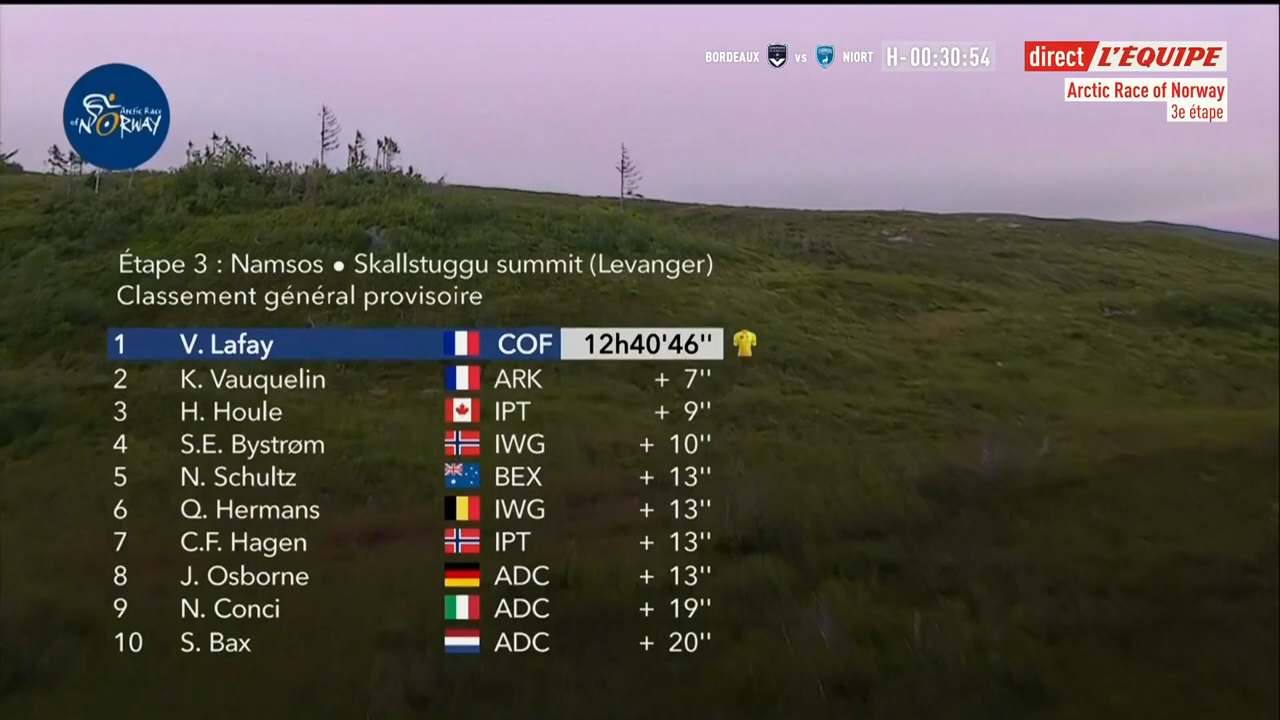 BORDEAUX vs NIORT H-00:30:54
direct L'ÉQUIPE
Arctic Race of Norway
3e étape
Arctic Race
of NORWAY
Étape 3 : Namsos • Skallstuggu summit (Levanger)
Classement général provisoire
1 V. Lafay COF 12h40'46''
2 K. Vauquelin ARK + 7''
3 H. Houle IPT + 9''
4 S.E. Bystrøm IWG + 10''
5 N. Schultz BEX + 13''
6 Q. Hermans IWG + 13''
7 C.F. Hagen IPT + 13''
8 J. Osborne ADC + 13''
9 N. Conci ADC + 19''
10 S. Bax ADC + 20''